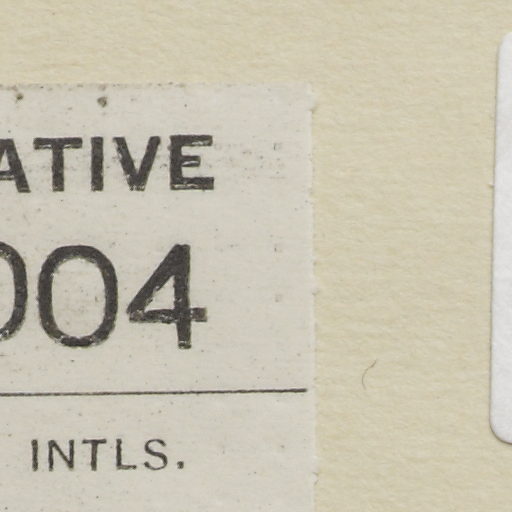 ATIVE
004
INTLS.